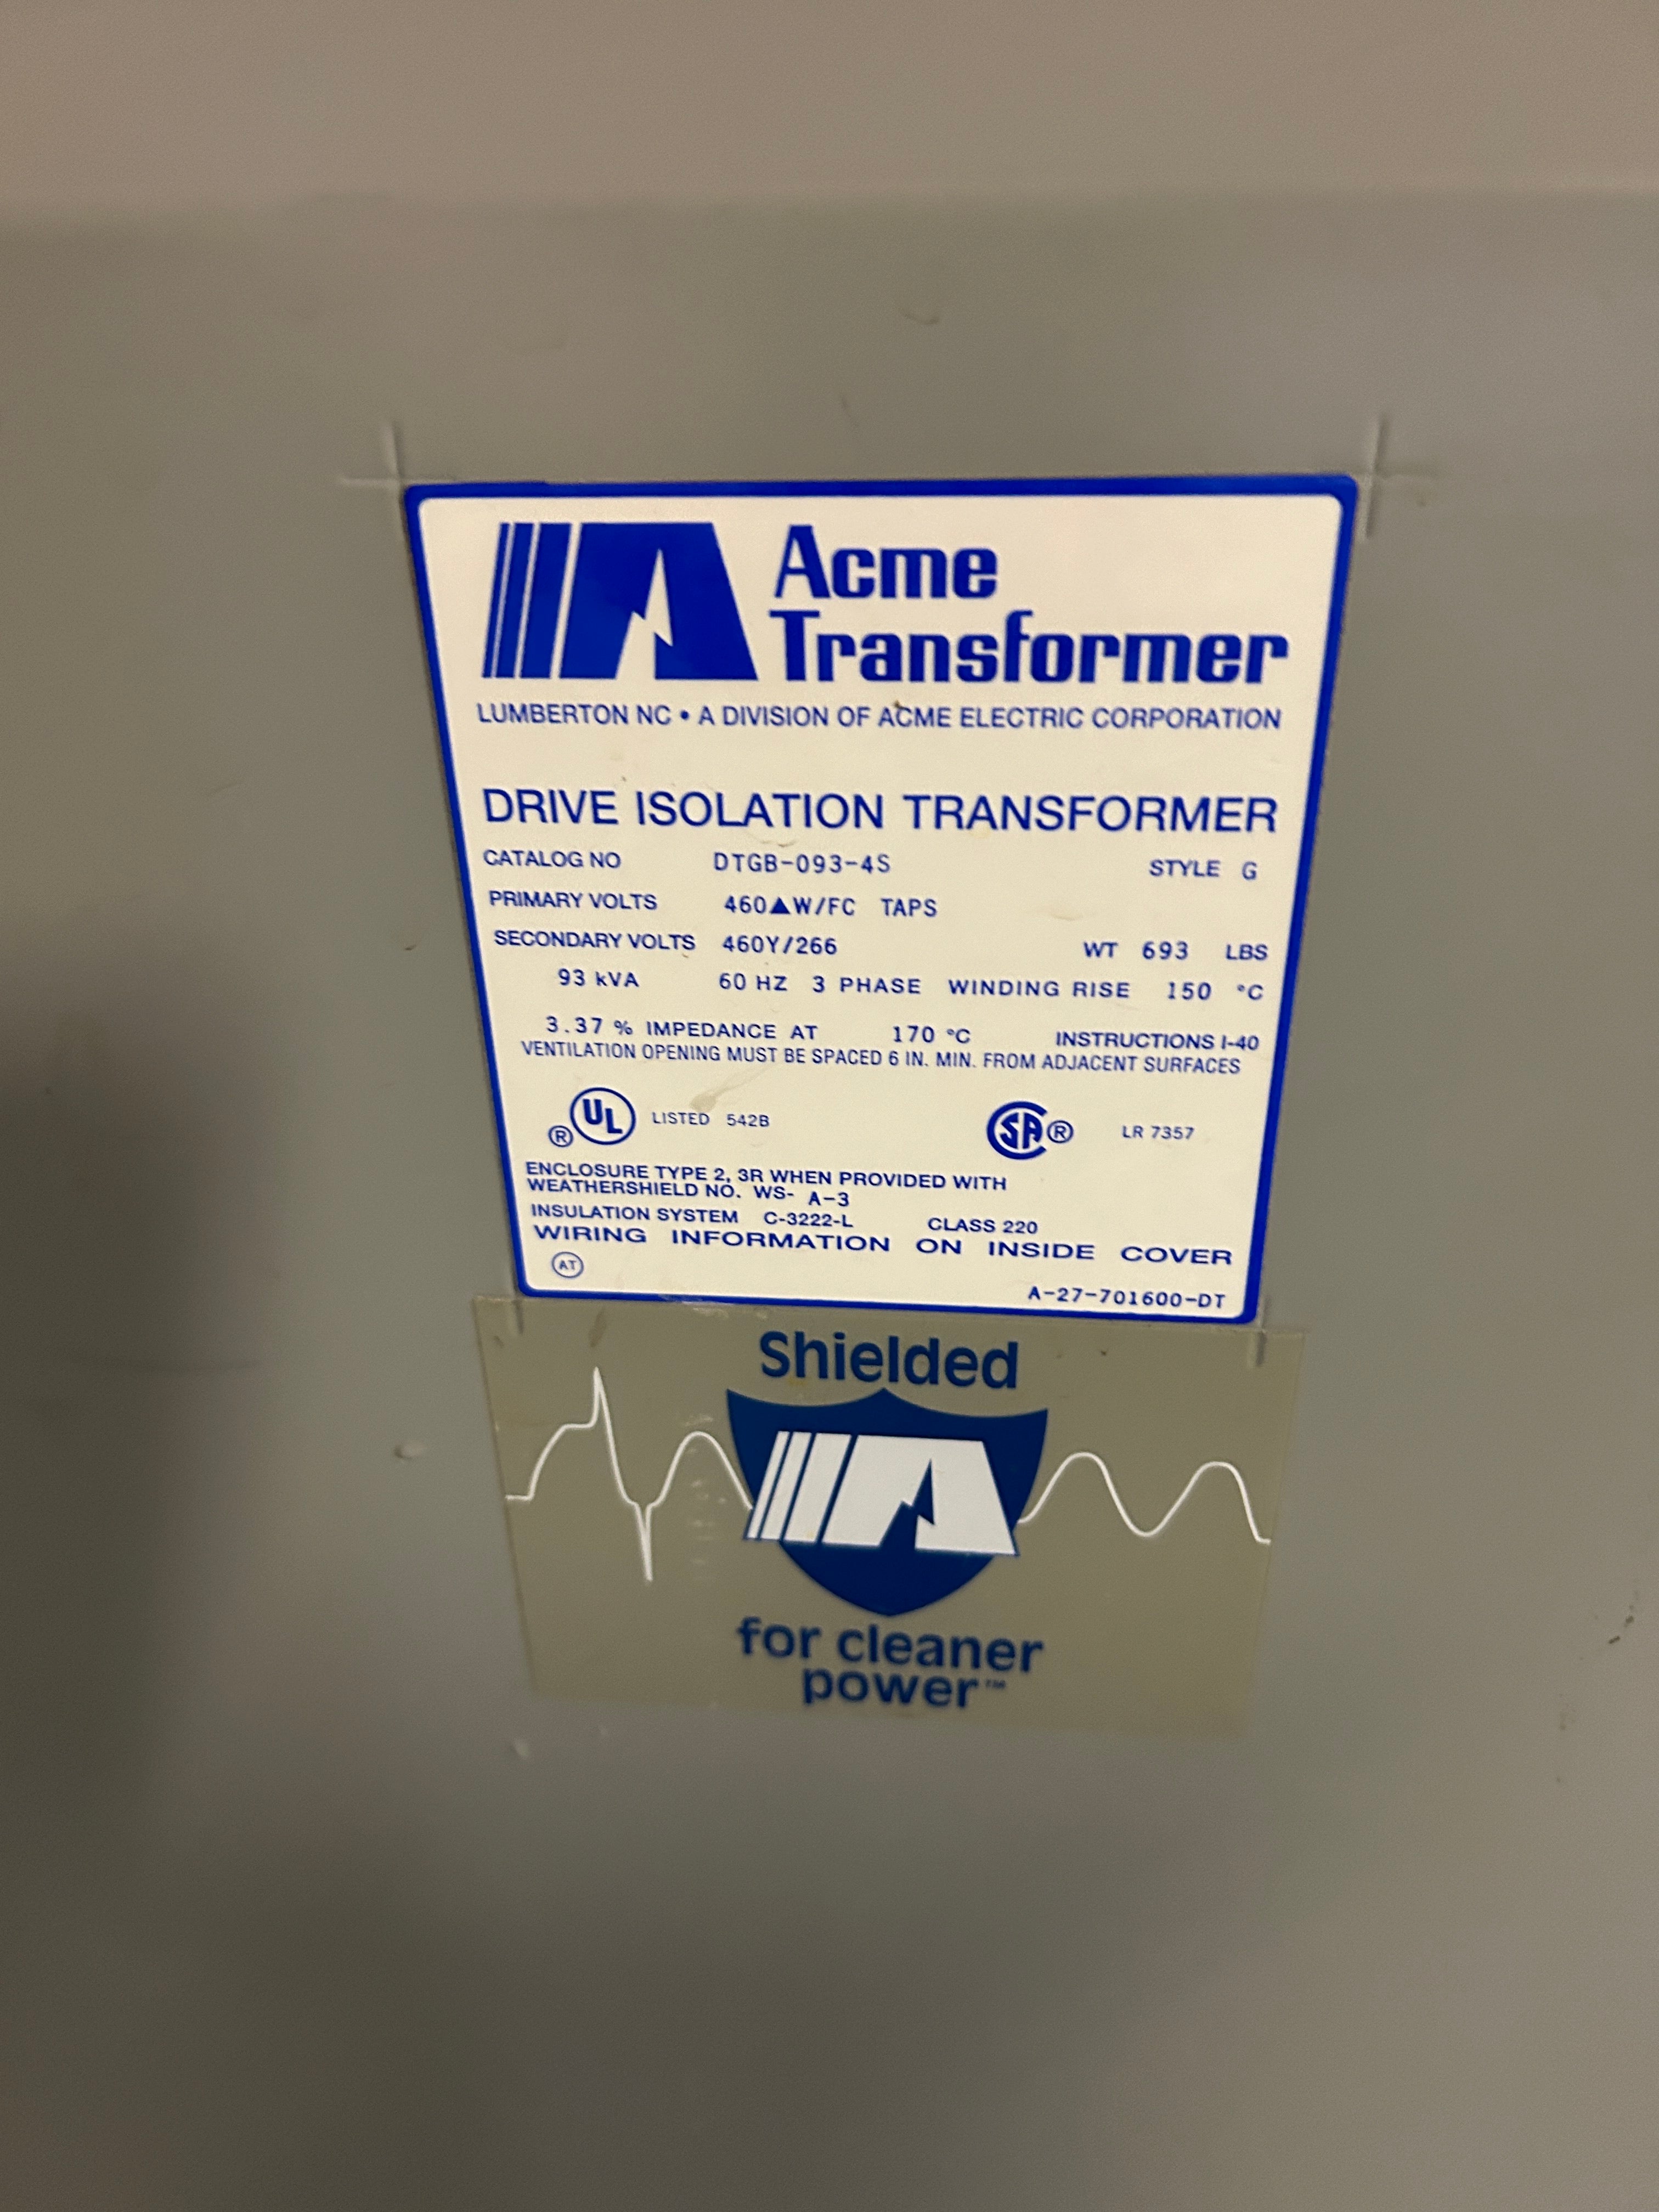 Acme
Transformer
LUMBERTON NC • A DIVISION OF ACME ELECTRIC CORPORATION
DRIVE ISOLATION TRANSFORMER
CATALOG NO DTGB-093-4S STYLE G
PRIMARY VOLTS 460▲W/FC TAPS
SECONDARY VOLTS 460Y/266 WT 693 LBS
93 kVA 60 HZ 3 PHASE WINDING RISE 150 °C
3.37 % IMPEDANCE AT 170 °C INSTRUCTIONS I-40
VENTILATION OPENING MUST BE SPACED 6 IN. MIN. FROM ADJACENT SURFACES
® UL LISTED 542B SA ® LR 7357
ENCLOSURE TYPE 2, 3R WHEN PROVIDED WITH
WEATHERSHIELD NO. WS- A-3
INSULATION SYSTEM C-3222-L CLASS 220
WIRING INFORMATION ON INSIDE COVER
AT
A-27-701600-DT
Shielded
for cleaner
power™